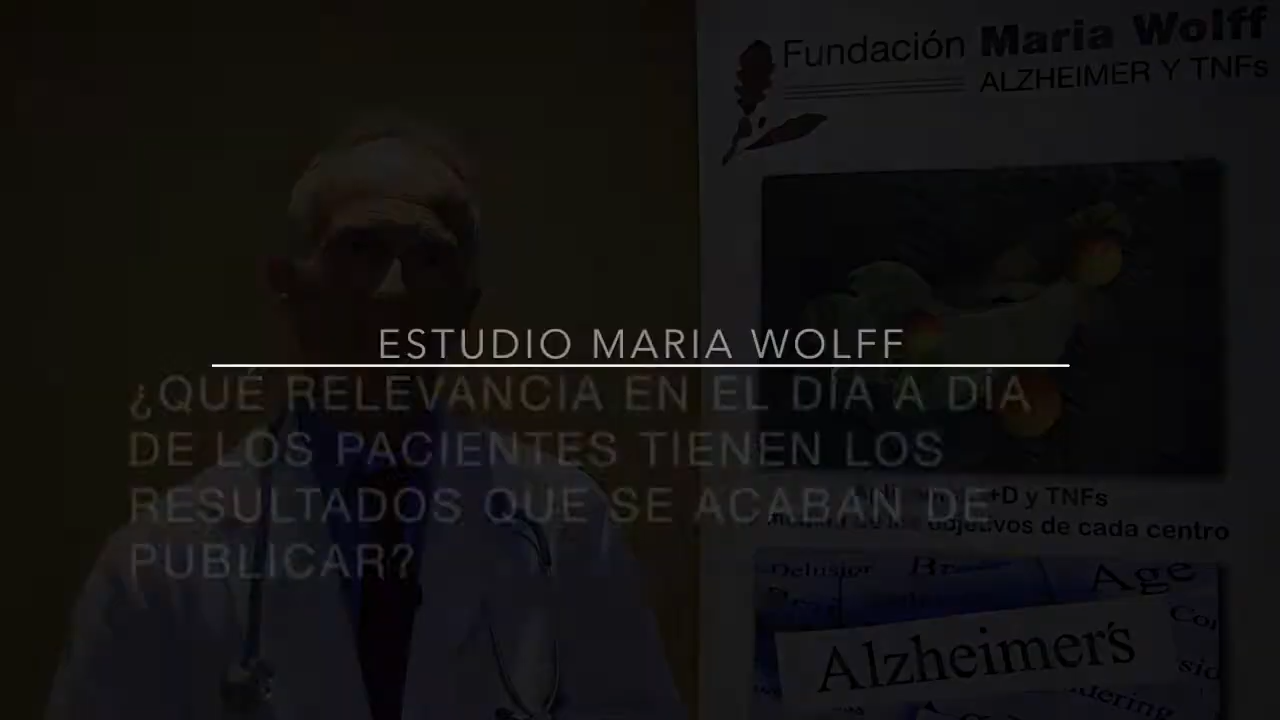 Fundación Maria Wolff
ALZHEIMER Y TNFs
ESTUDIO MARIA WOLFF
¿QUÉ RELEVANCIA EN EL DÍA A DÍA
DE LOS PACIENTES TIENEN LOS
RESULTADOS QUE SE ACABAN DE
PUBLICAR?
+D y TNFs
objetivos de cada centro
Delusion
Age
Alzheimer's